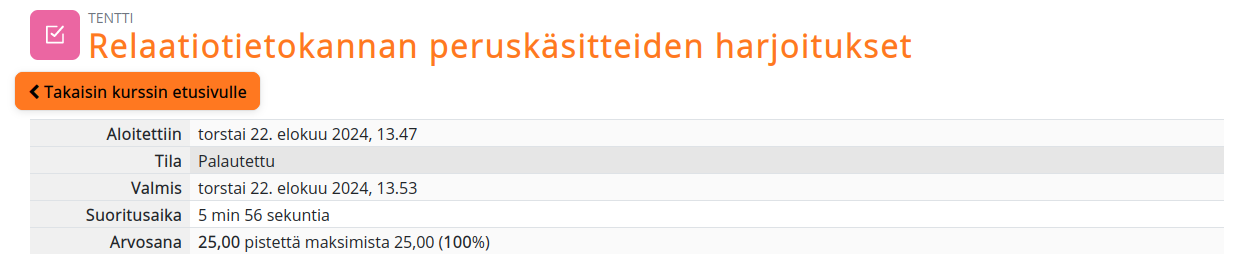 TENTTI
Relaatiotietokannan peruskäsitteiden harjoitukset
Takaisin kurssin etusivulle
Aloitettiin torstai 22. elokuu 2024, 13.47
Tila Palautettu
Valmis torstai 22. elokuu 2024, 13.53
Suoritusaika 5 min 56 sekuntia
Arvosana 25,00 pistettä maksimista 25,00 (100%)